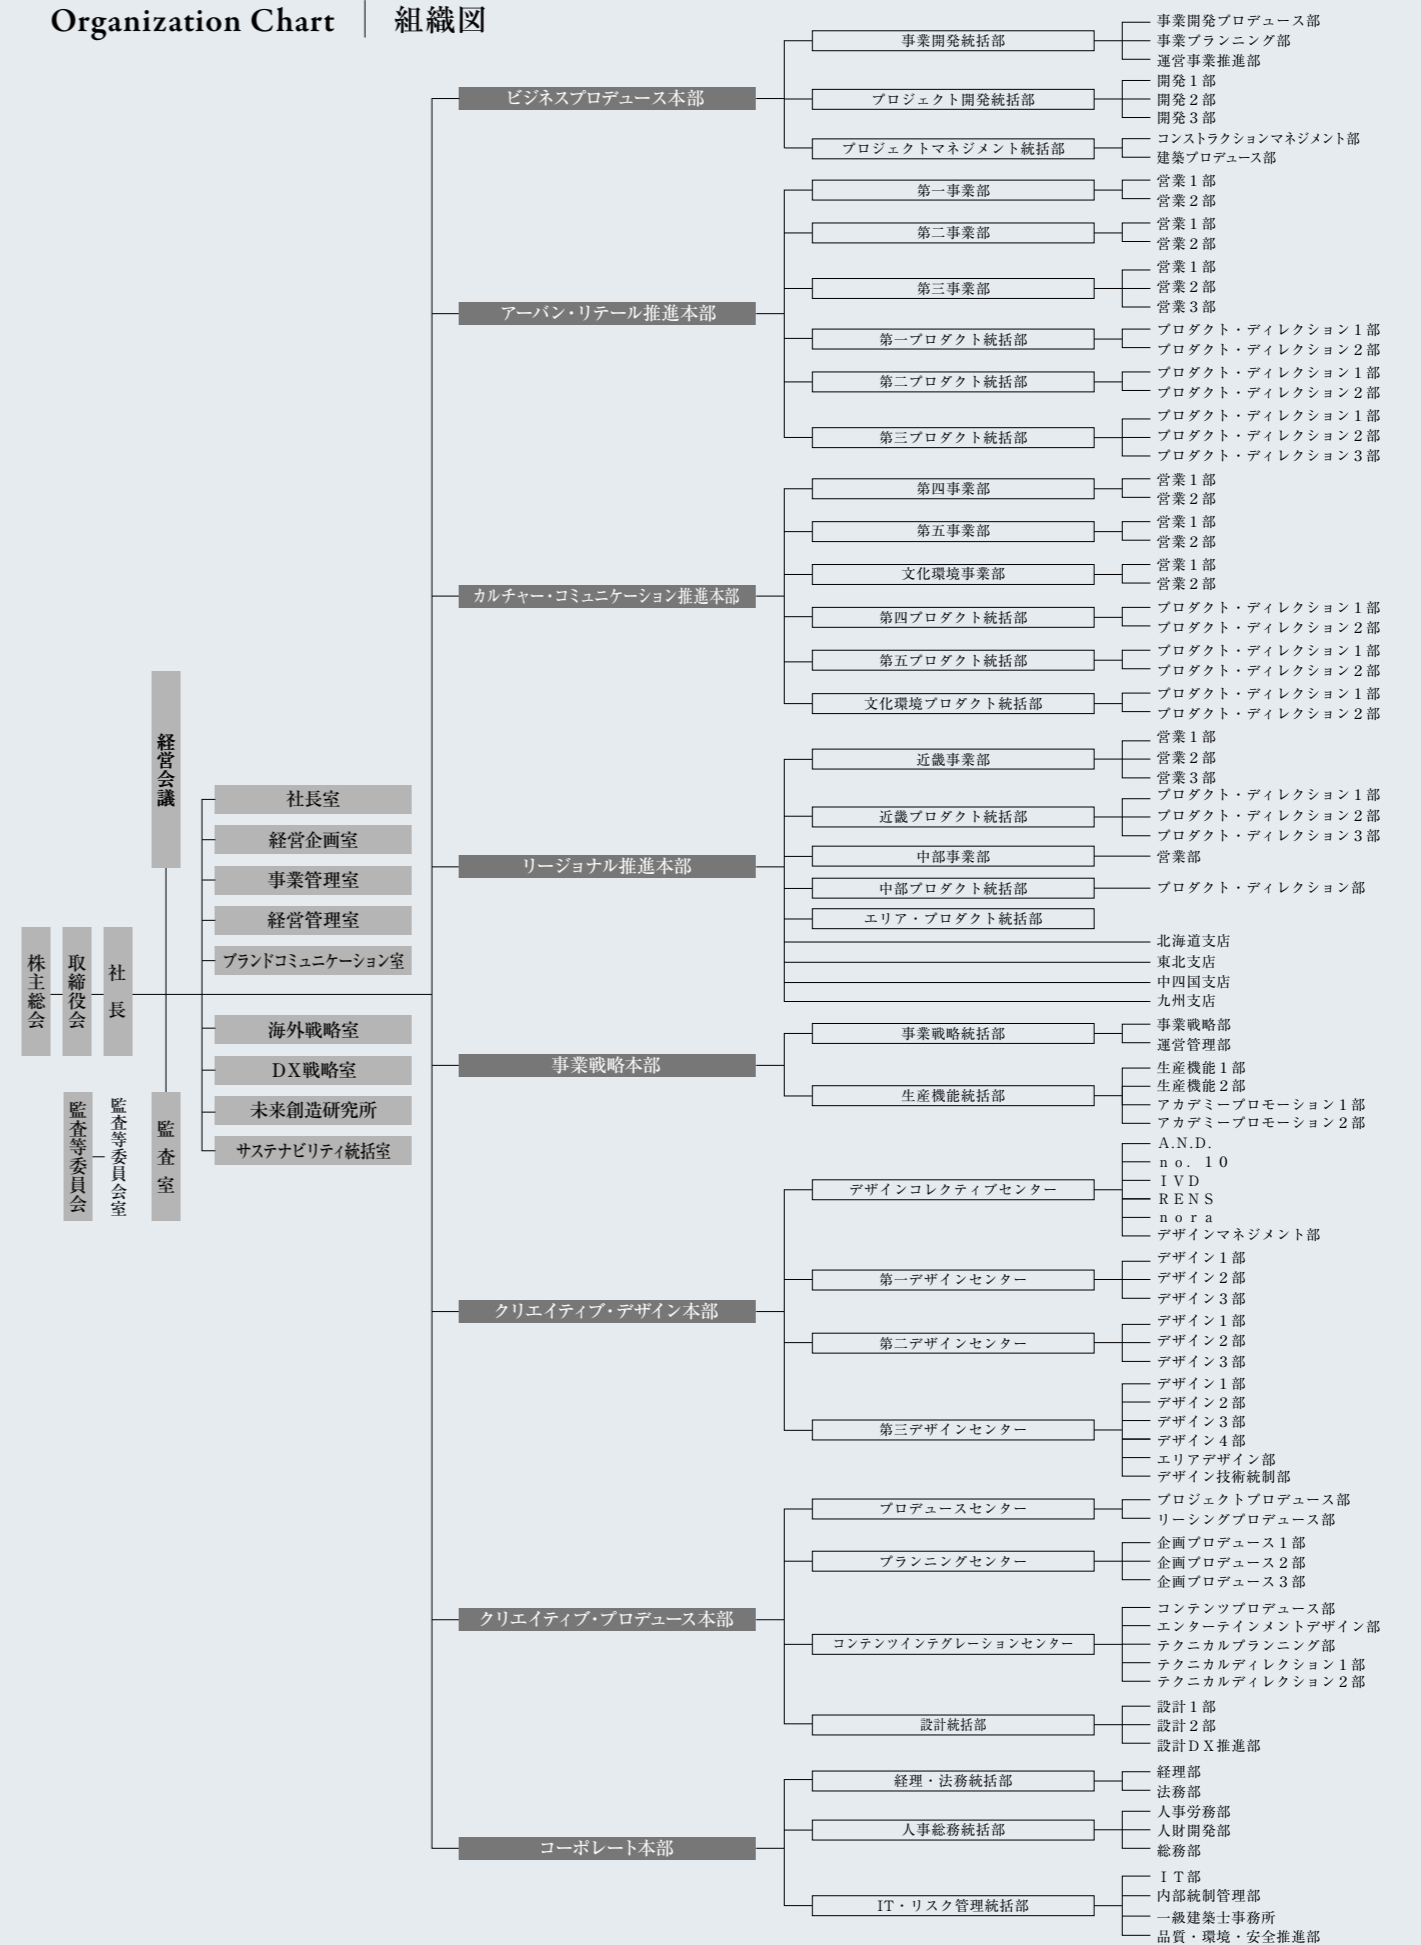 Organization Chart 組織図
株主総会
取締役会
社長
経営会議
監査等委員会
監査等委員会室
監査室
社長室
経営企画室
事業管理室
経営管理室
ブランドコミュニケーション室
海外戦略室
DX戦略室
未来創造研究所
サステナビリティ統括室
ビジネスプロデュース本部
事業開発統括部
事業開発プロデュース部
事業プランニング部
運営事業推進部
プロジェクト開発統括部
開発1部
開発2部
開発3部
プロジェクトマネジメント統括部
コンストラクションマネジメント部
建築プロデュース部
アーバン・リテール推進本部
第一事業部
営業1部
営業2部
第二事業部
営業1部
営業2部
第三事業部
営業1部
営業2部
営業3部
第一プロダクト統括部
プロダクト・ディレクション1部
プロダクト・ディレクション2部
第二プロダクト統括部
プロダクト・ディレクション1部
プロダクト・ディレクション2部
第三プロダクト統括部
プロダクト・ディレクション1部
プロダクト・ディレクション2部
プロダクト・ディレクション3部
カルチャー・コミュニケーション推進本部
第四事業部
営業1部
営業2部
第五事業部
営業1部
営業2部
文化環境事業部
営業1部
営業2部
第四プロダクト統括部
プロダクト・ディレクション1部
プロダクト・ディレクション2部
第五プロダクト統括部
プロダクト・ディレクション1部
プロダクト・ディレクション2部
文化環境プロダクト統括部
プロダクト・ディレクション1部
プロダクト・ディレクション2部
リージョナル推進本部
近畿事業部
営業1部
営業2部
営業3部
近畿プロダクト統括部
プロダクト・ディレクション1部
プロダクト・ディレクション2部
プロダクト・ディレクション3部
中部事業部
営業部
中部プロダクト統括部
プロダクト・ディレクション部
エリア・プロダクト統括部
北海道支店
東北支店
中四国支店
九州支店
事業戦略本部
事業戦略統括部
事業戦略部
運営管理部
生産機能統括部
生産機能1部
生産機能2部
アカデミープロモーション1部
アカデミープロモーション2部
クリエイティブ・デザイン本部
デザインコレクティブセンター
A.N.D.
no. 10
IVD
RENS
nora
デザインマネジメント部
第一デザインセンター
デザイン1部
デザイン2部
デザイン3部
第二デザインセンター
デザイン1部
デザイン2部
デザイン3部
第三デザインセンター
デザイン1部
デザイン2部
デザイン3部
デザイン4部
エリアデザイン部
デザイン技術統制部
クリエイティブ・プロデュース本部
プロデュースセンター
プロジェクトプロデュース部
リーシングプロデュース部
プランニングセンター
企画プロデュース1部
企画プロデュース2部
企画プロデュース3部
コンテンツインテグレーションセンター
コンテンツプロデュース部
エンターテインメントデザイン部
テクニカルプランニング部
テクニカルディレクション1部
テクニカルディレクション2部
設計統括部
設計1部
設計2部
設計DX推進部
コーポレート本部
経理・法務統括部
経理部
法務部
人事総務統括部
人事労務部
人財開発部
総務部
IT・リスク管理統括部
IT部
内部統制管理部
一級建築士事務所
品質・環境・安全推進部